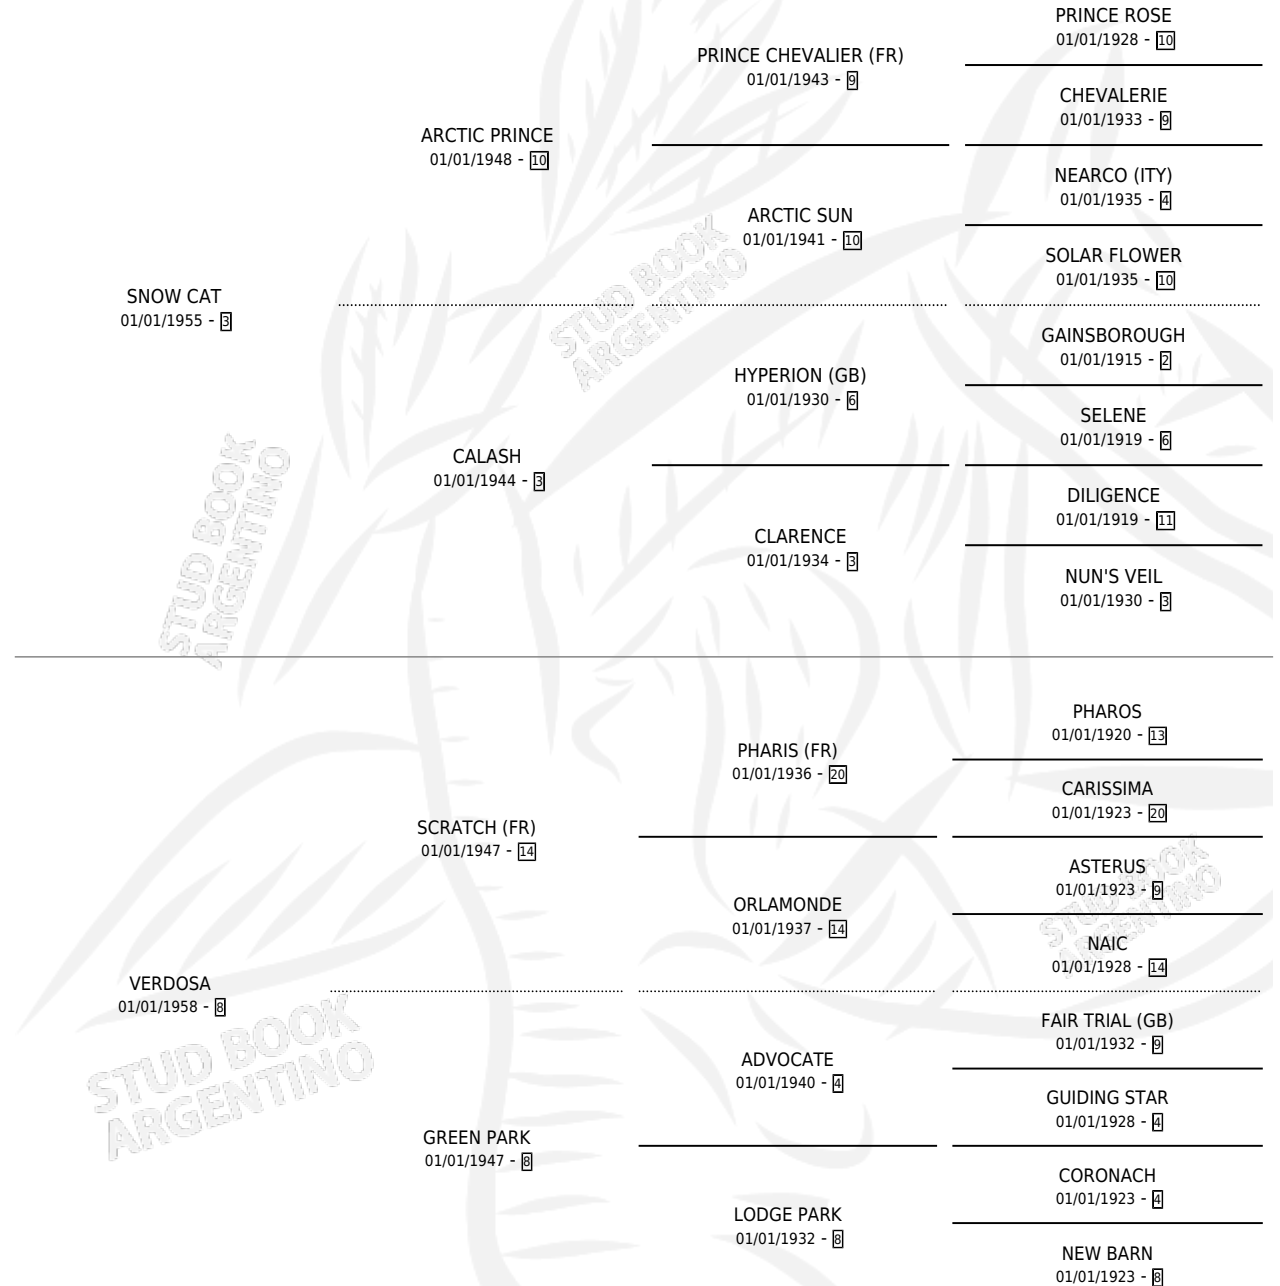 PRINCE ROSE
01/01/1928 - 10
PRINCE CHEVALIER (FR)
01/01/1943 - 9
CHEVALERIE
01/01/1933 - 9
ARCTIC PRINCE
01/01/1948 - 10
NEARCO (ITY)
01/01/1935 - 4
ARCTIC SUN
01/01/1941 - 10
SOLAR FLOWER
01/01/1935 - 10
STUD BOOK
ARGENTINO
SNOW CAT
01/01/1955 - 3
GAINSBOROUGH
01/01/1915 - 2
HYPERION (GB)
01/01/1930 - 6
SELENE
01/01/1919 - 6
CALASH
01/01/1944 - 3
DILIGENCE
01/01/1919 - 11
CLARENCE
01/01/1934 - 3
NUN'S VEIL
01/01/1930 - 3
STUD BOOK
ARGENTINO
PHAROS
01/01/1920 - 13
PHARIS (FR)
01/01/1936 - 20
CARISSIMA
01/01/1923 - 20
SCRATCH (FR)
01/01/1947 - 14
ASTERUS
01/01/1923 - 9
ORLAMONDE
01/01/1937 - 14
NAIC
01/01/1928 - 14
STUD BOOK
ARGENTINO
VERDOSA
01/01/1958 - 8
FAIR TRIAL (GB)
01/01/1932 - 9
ADVOCATE
01/01/1940 - 4
GUIDING STAR
01/01/1928 - 4
STUD BOOK
ARGENTINO
GREEN PARK
01/01/1947 - 8
CORONACH
01/01/1923 - 4
LODGE PARK
01/01/1932 - 8
NEW BARN
01/01/1923 - 8